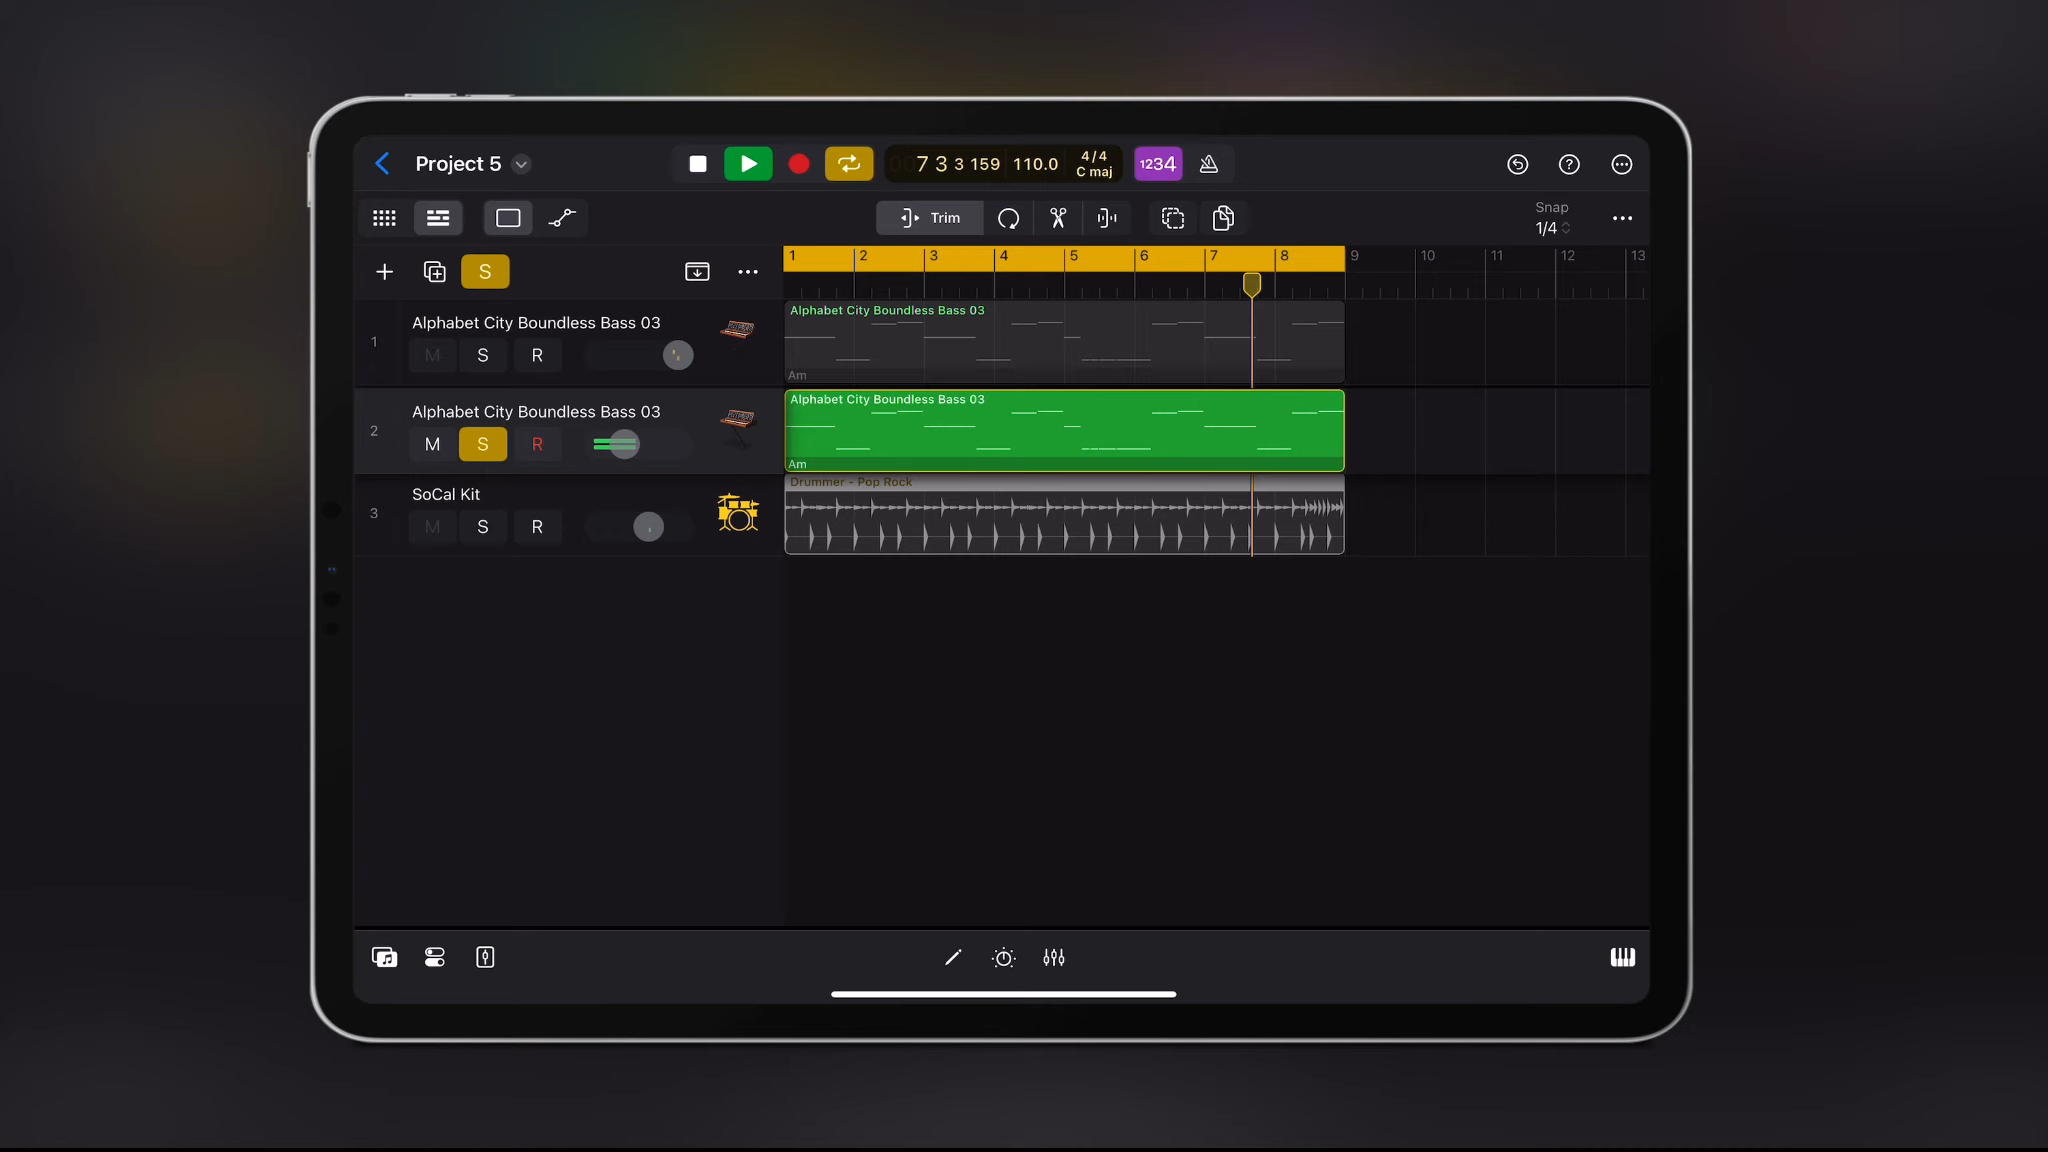 Project 5
7 3 3 159 110.0 4/4 C maj
1234
Trim
Snap
1/4
S
1 2 3 4 5 6 7 8 9 10 11 12 13
1
Alphabet City Boundless Bass 03
M S R
Alphabet City Boundless Bass 03
Am
2
Alphabet City Boundless Bass 03
M S R
Alphabet City Boundless Bass 03
Am
3
SoCal Kit
M S R
Drummer - Pop Rock